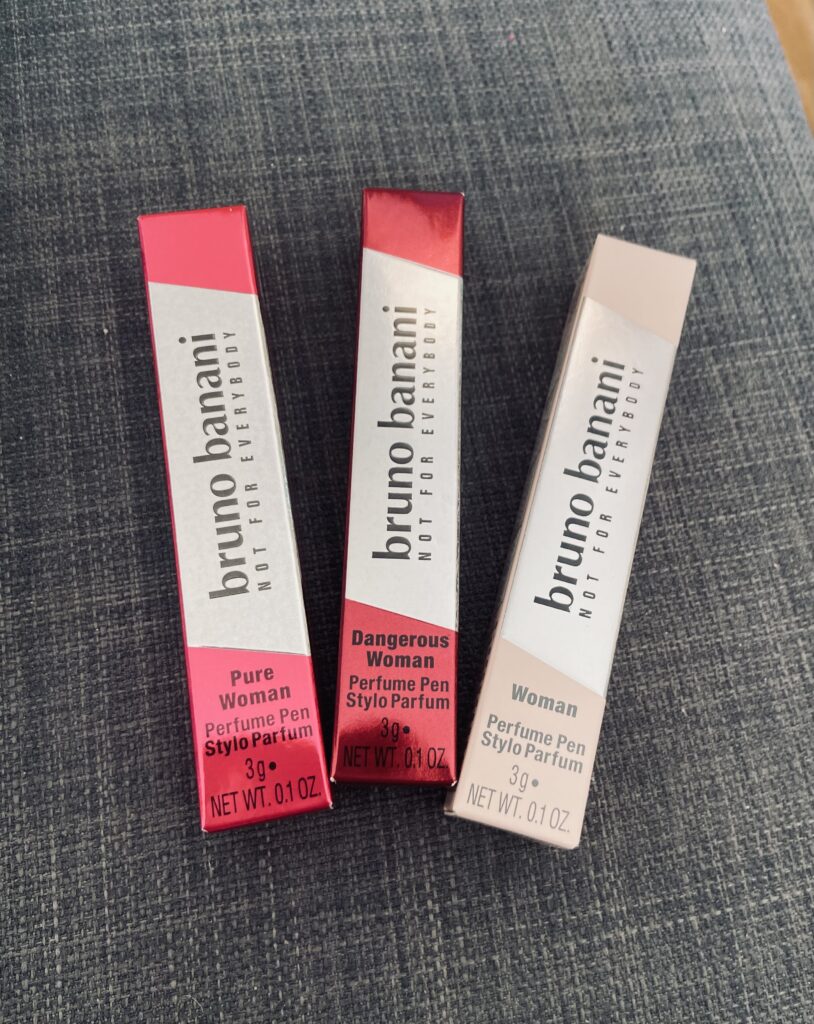 bruno banani
NOT FOR EVERYBODY
Pure
Woman
Perfume Pen
Stylo Parfum
3g•
NET WT. 0.1 OZ.
bruno banani
NOT FOR EVERYBODY
Dangerous
Woman
Perfume Pen
Stylo Parfum
3g•
NET WT. 0.1 OZ.
bruno banani
NOT FOR EVERYBODY
Woman
Perfume Pen
Stylo Parfum
3g•
NET WT. 0.1 OZ.